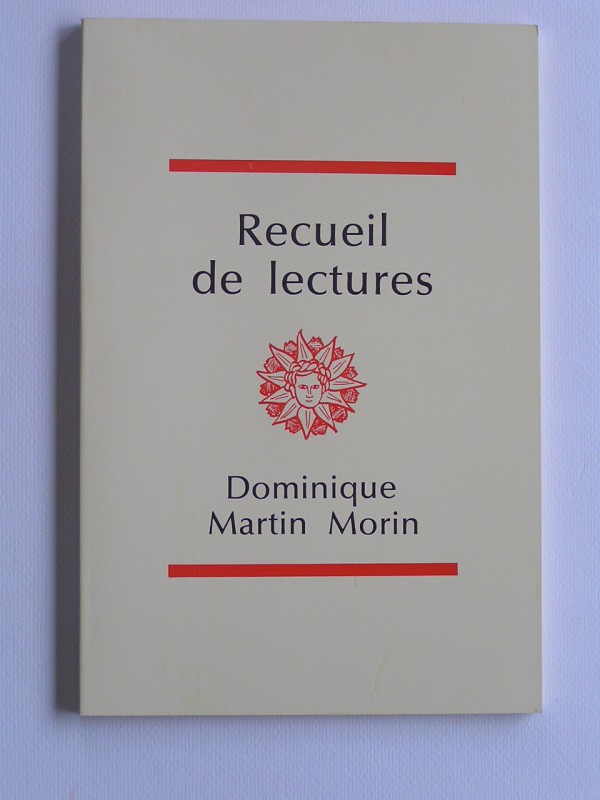 Recueil
de lectures
Dominique
Martin Morin